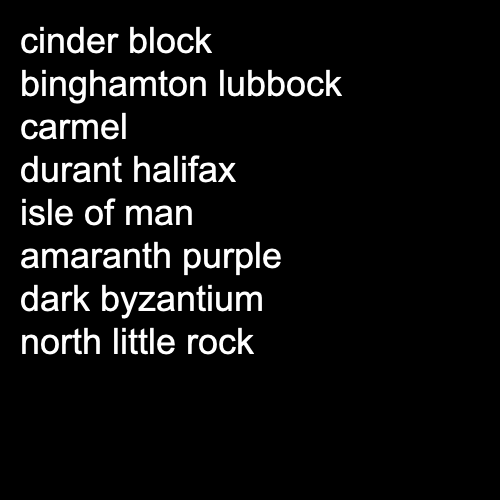 cinder block
binghamton lubbock
carmel
durant halifax
isle of man
amaranth purple
dark byzantium
north little rock